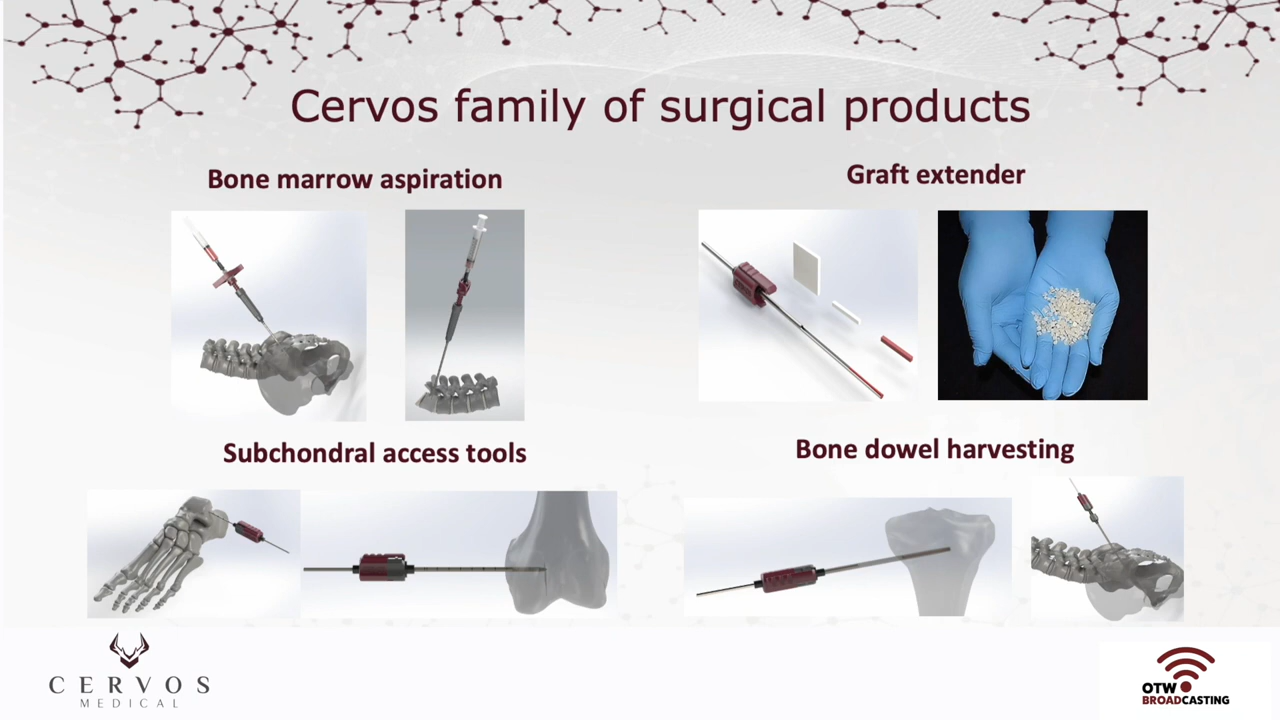 Cervos family of surgical products
Bone marrow aspiration
Graft extender
Subchondral access tools
Bone dowel harvesting
CERVOS
MEDICAL
OTW
BROADCASTING